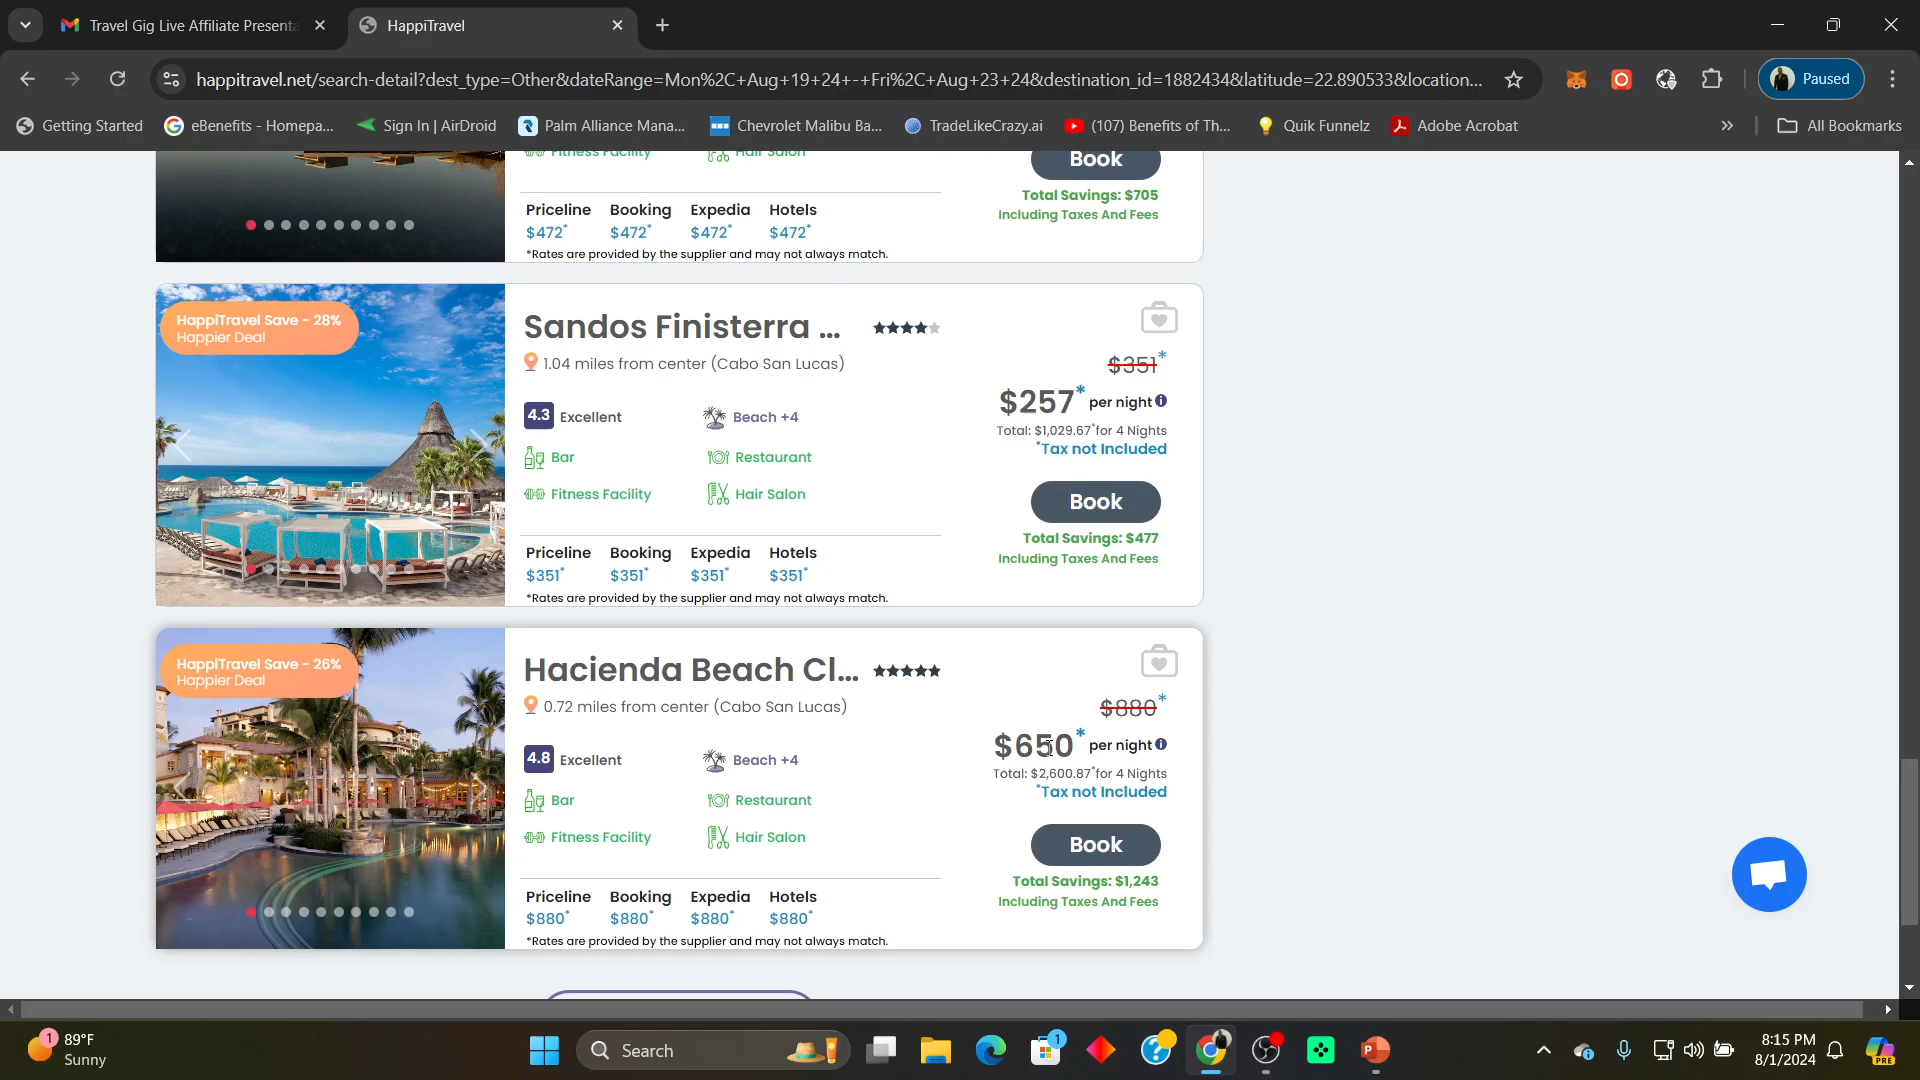 Travel Gig Live Affiliate Presenta
HappiTravel
happitravel.net/search-detail?dest_type=Other&dateRange=Mon%2C+Aug+19+24+-+Fri%2C+Aug+23+24&destination_id=1882434&latitude=22.890533&location...
Paused
Getting Started
eBenefits - Homepa...
Sign In | AirDroid
Palm Alliance Mana...
Chevrolet Malibu Ba...
TradeLikeCrazy.ai
(107) Benefits of Th...
Quik Funnelz
Adobe Acrobat
All Bookmarks
Fitness Facility
Hair Salon
Book
Total Savings: $705
Including Taxes And Fees
Priceline Booking Expedia Hotels
$472* $472* $472* $472*
*Rates are provided by the supplier and may not always match.
HappiTravel Save - 28%
Happier Deal
Sandos Finisterra ...
1.04 miles from center (Cabo San Lucas)
4.3 Excellent
Beach +4
Bar
Restaurant
Fitness Facility
Hair Salon
$351*
$257* per night
Total: $1,029.67*for 4 Nights
*Tax not Included
Book
Total Savings: $477
Including Taxes And Fees
Priceline Booking Expedia Hotels
$351* $351* $351* $351*
*Rates are provided by the supplier and may not always match.
HappiTravel Save - 26%
Happier Deal
Hacienda Beach Cl...
0.72 miles from center (Cabo San Lucas)
4.8 Excellent
Beach +4
Bar
Restaurant
Fitness Facility
Hair Salon
$880*
$650* per night
Total: $2,600.87*for 4 Nights
*Tax not Included
Book
Total Savings: $1,243
Including Taxes And Fees
Priceline Booking Expedia Hotels
$880* $880* $880* $880*
*Rates are provided by the supplier and may not always match.
1
89°F
Sunny
Search
1
8:15 PM
8/1/2024
PRE